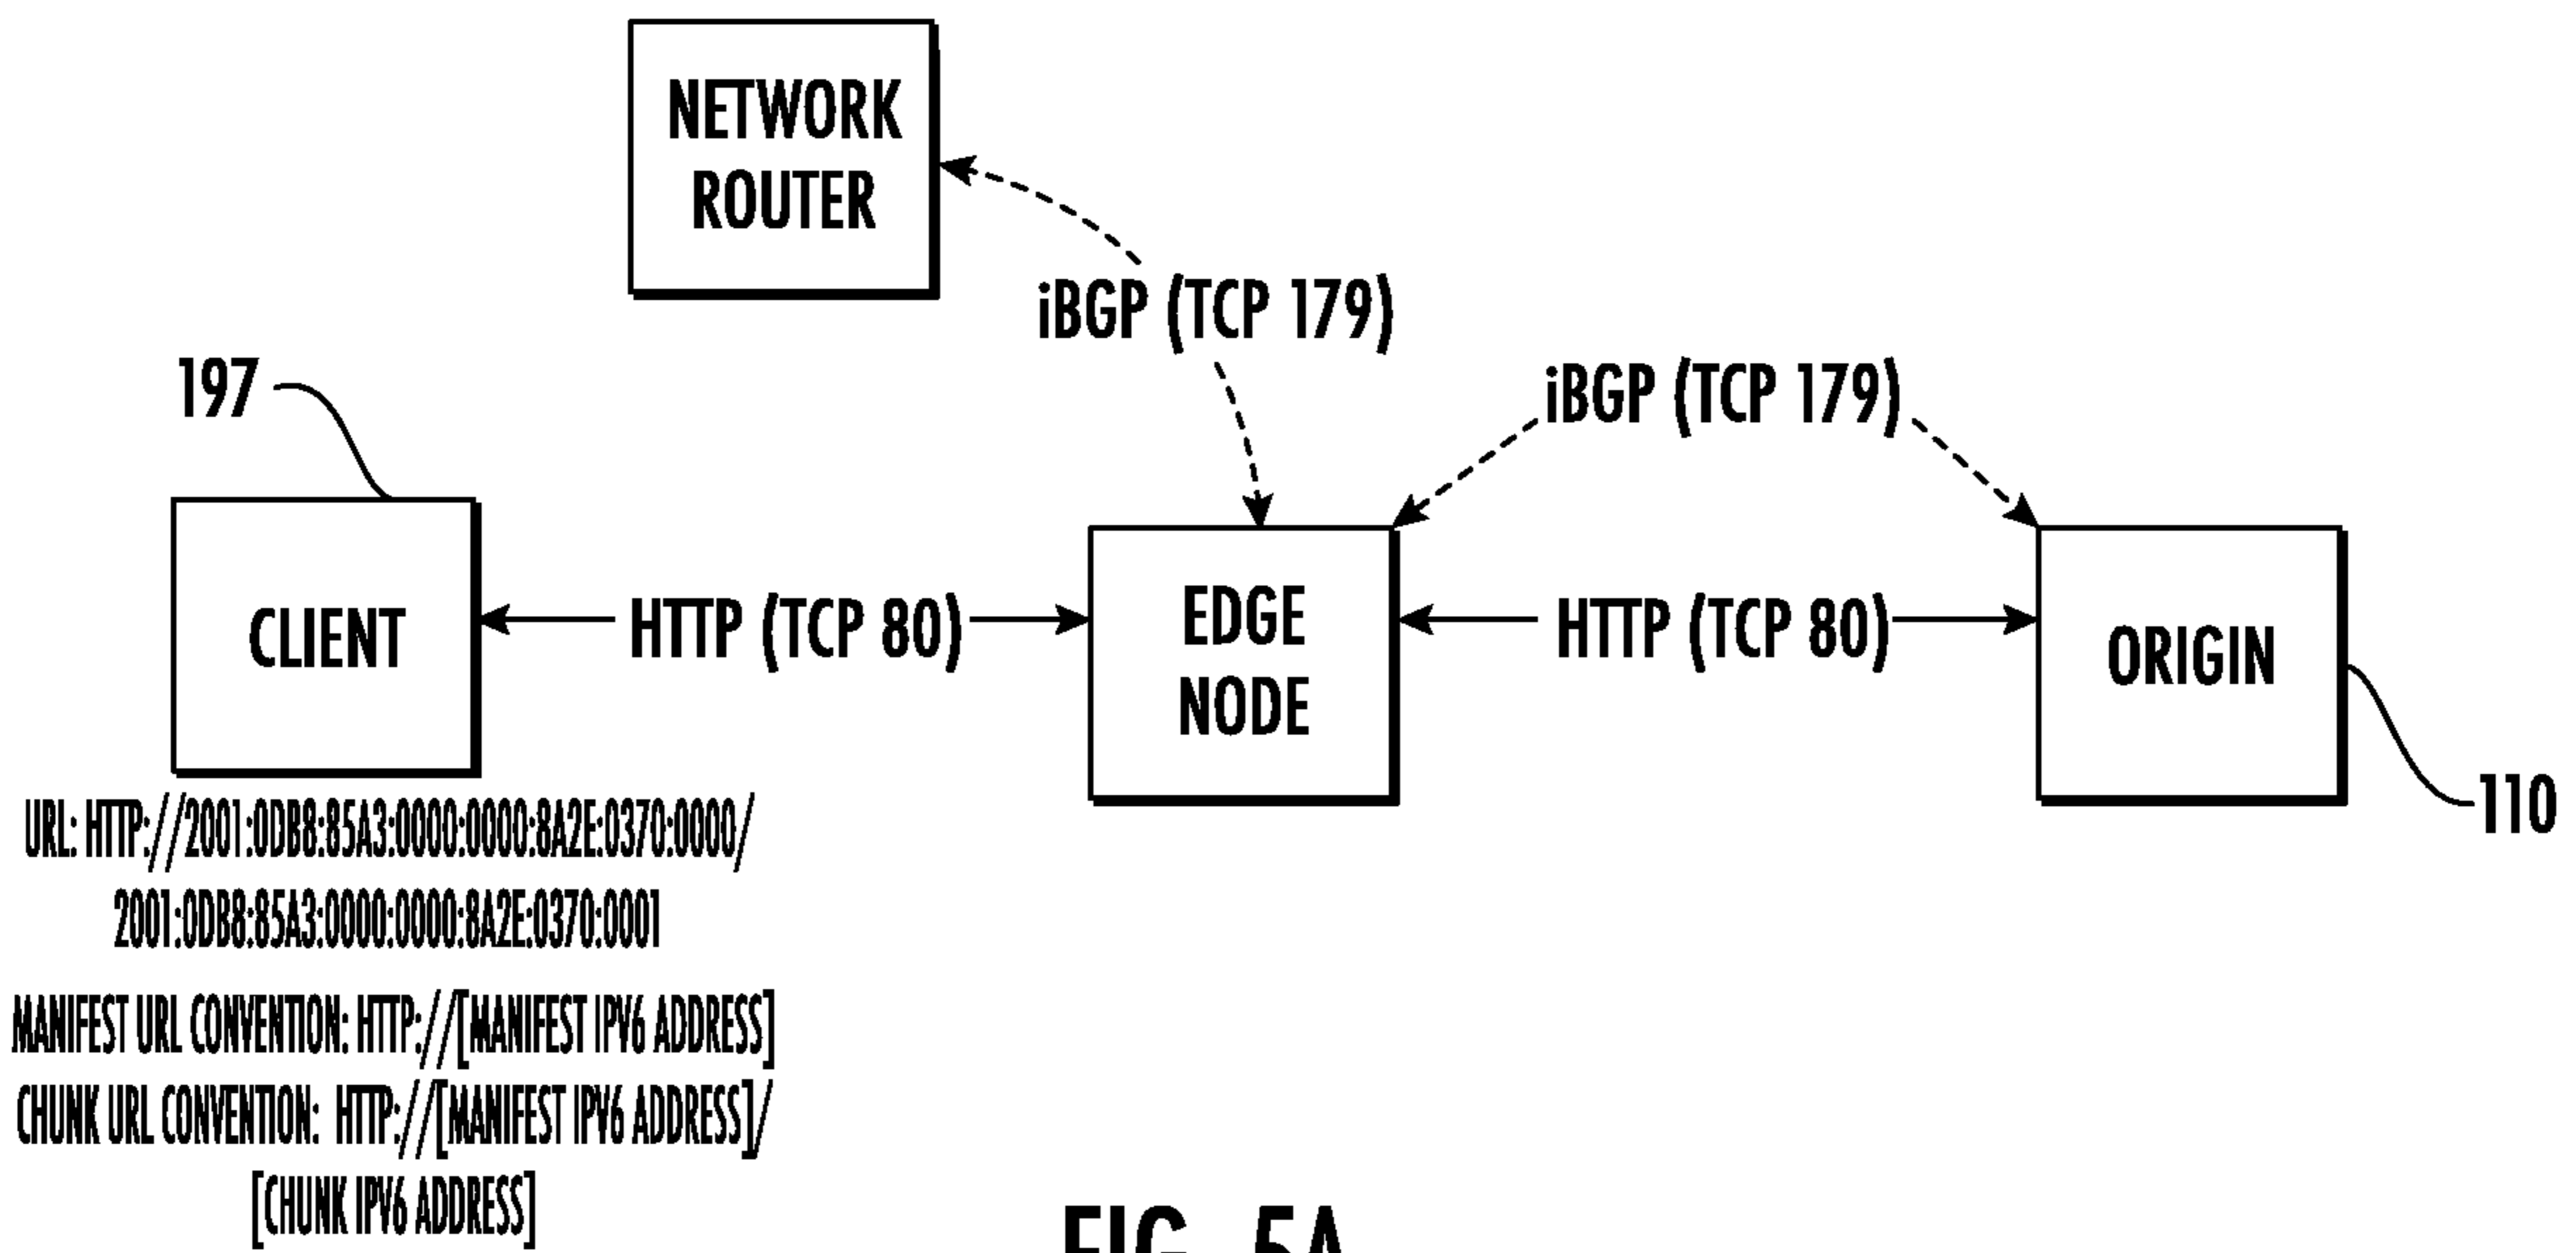 NETWORK
ROUTER
iBGP (TCP 179)
iBGP (TCP 179)
197
CLIENT
HTTP (TCP 80)
EDGE
NODE
HTTP (TCP 80)
ORIGIN
110
URL: HTTP://2001:0DB8:85A3:0000:0000:8A2E:0370:0000/
2001:0DB8:85A3:0000:0000:8A2E:0370:0001
MANIFEST URL CONVENTION: HTTP://[MANIFEST IPV6 ADDRESS]
CHUNK URL CONVENTION: HTTP://[MANIFEST IPV6 ADDRESS]/
[CHUNK IPV6 ADDRESS]
FIG. 5A